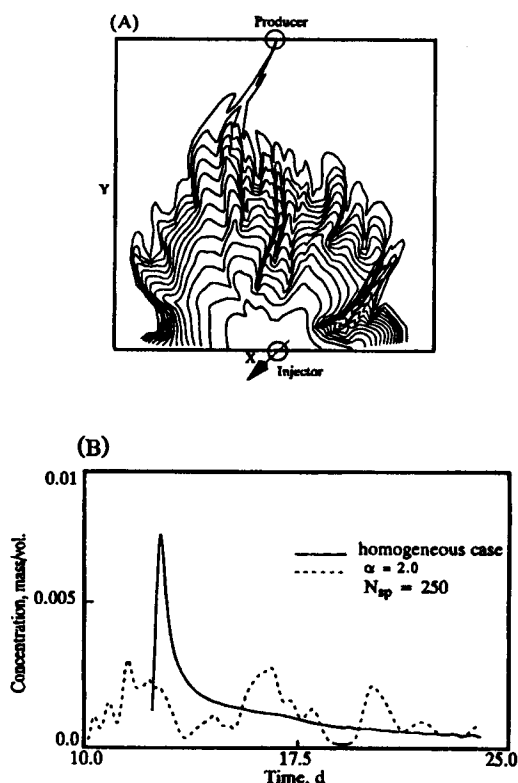 (A)
Producer
Y
X
Injector
(B)
0.01
Concentration, mass/vol.
homogeneous case
α = 2.0
N_sp = 250
0.005
0.0
10.0 17.5 25.0
Time, d